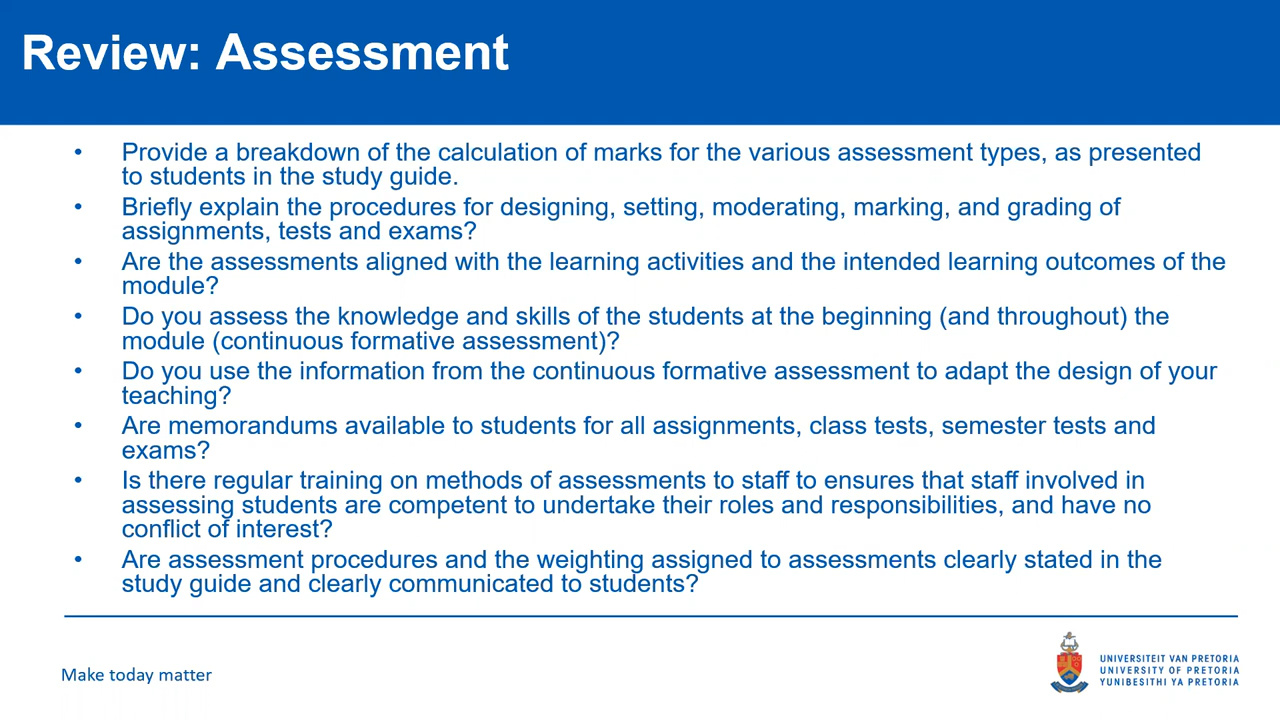 Review: Assessment
• Provide a breakdown of the calculation of marks for the various assessment types, as presented
to students in the study guide.
• Briefly explain the procedures for designing, setting, moderating, marking, and grading of
assignments, tests and exams?
• Are the assessments aligned with the learning activities and the intended learning outcomes of the
module?
• Do you assess the knowledge and skills of the students at the beginning (and throughout) the
module (continuous formative assessment)?
• Do you use the information from the continuous formative assessment to adapt the design of your
teaching?
• Are memorandums available to students for all assignments, class tests, semester tests and
exams?
• Is there regular training on methods of assessments to staff to ensures that staff involved in
assessing students are competent to undertake their roles and responsibilities, and have no
conflict of interest?
• Are assessment procedures and the weighting assigned to assessments clearly stated in the
study guide and clearly communicated to students?
Make today matter
UNIVERSITEIT VAN PRETORIA
UNIVERSITY OF PRETORIA
YUNIBESITHI YA PRETORIA